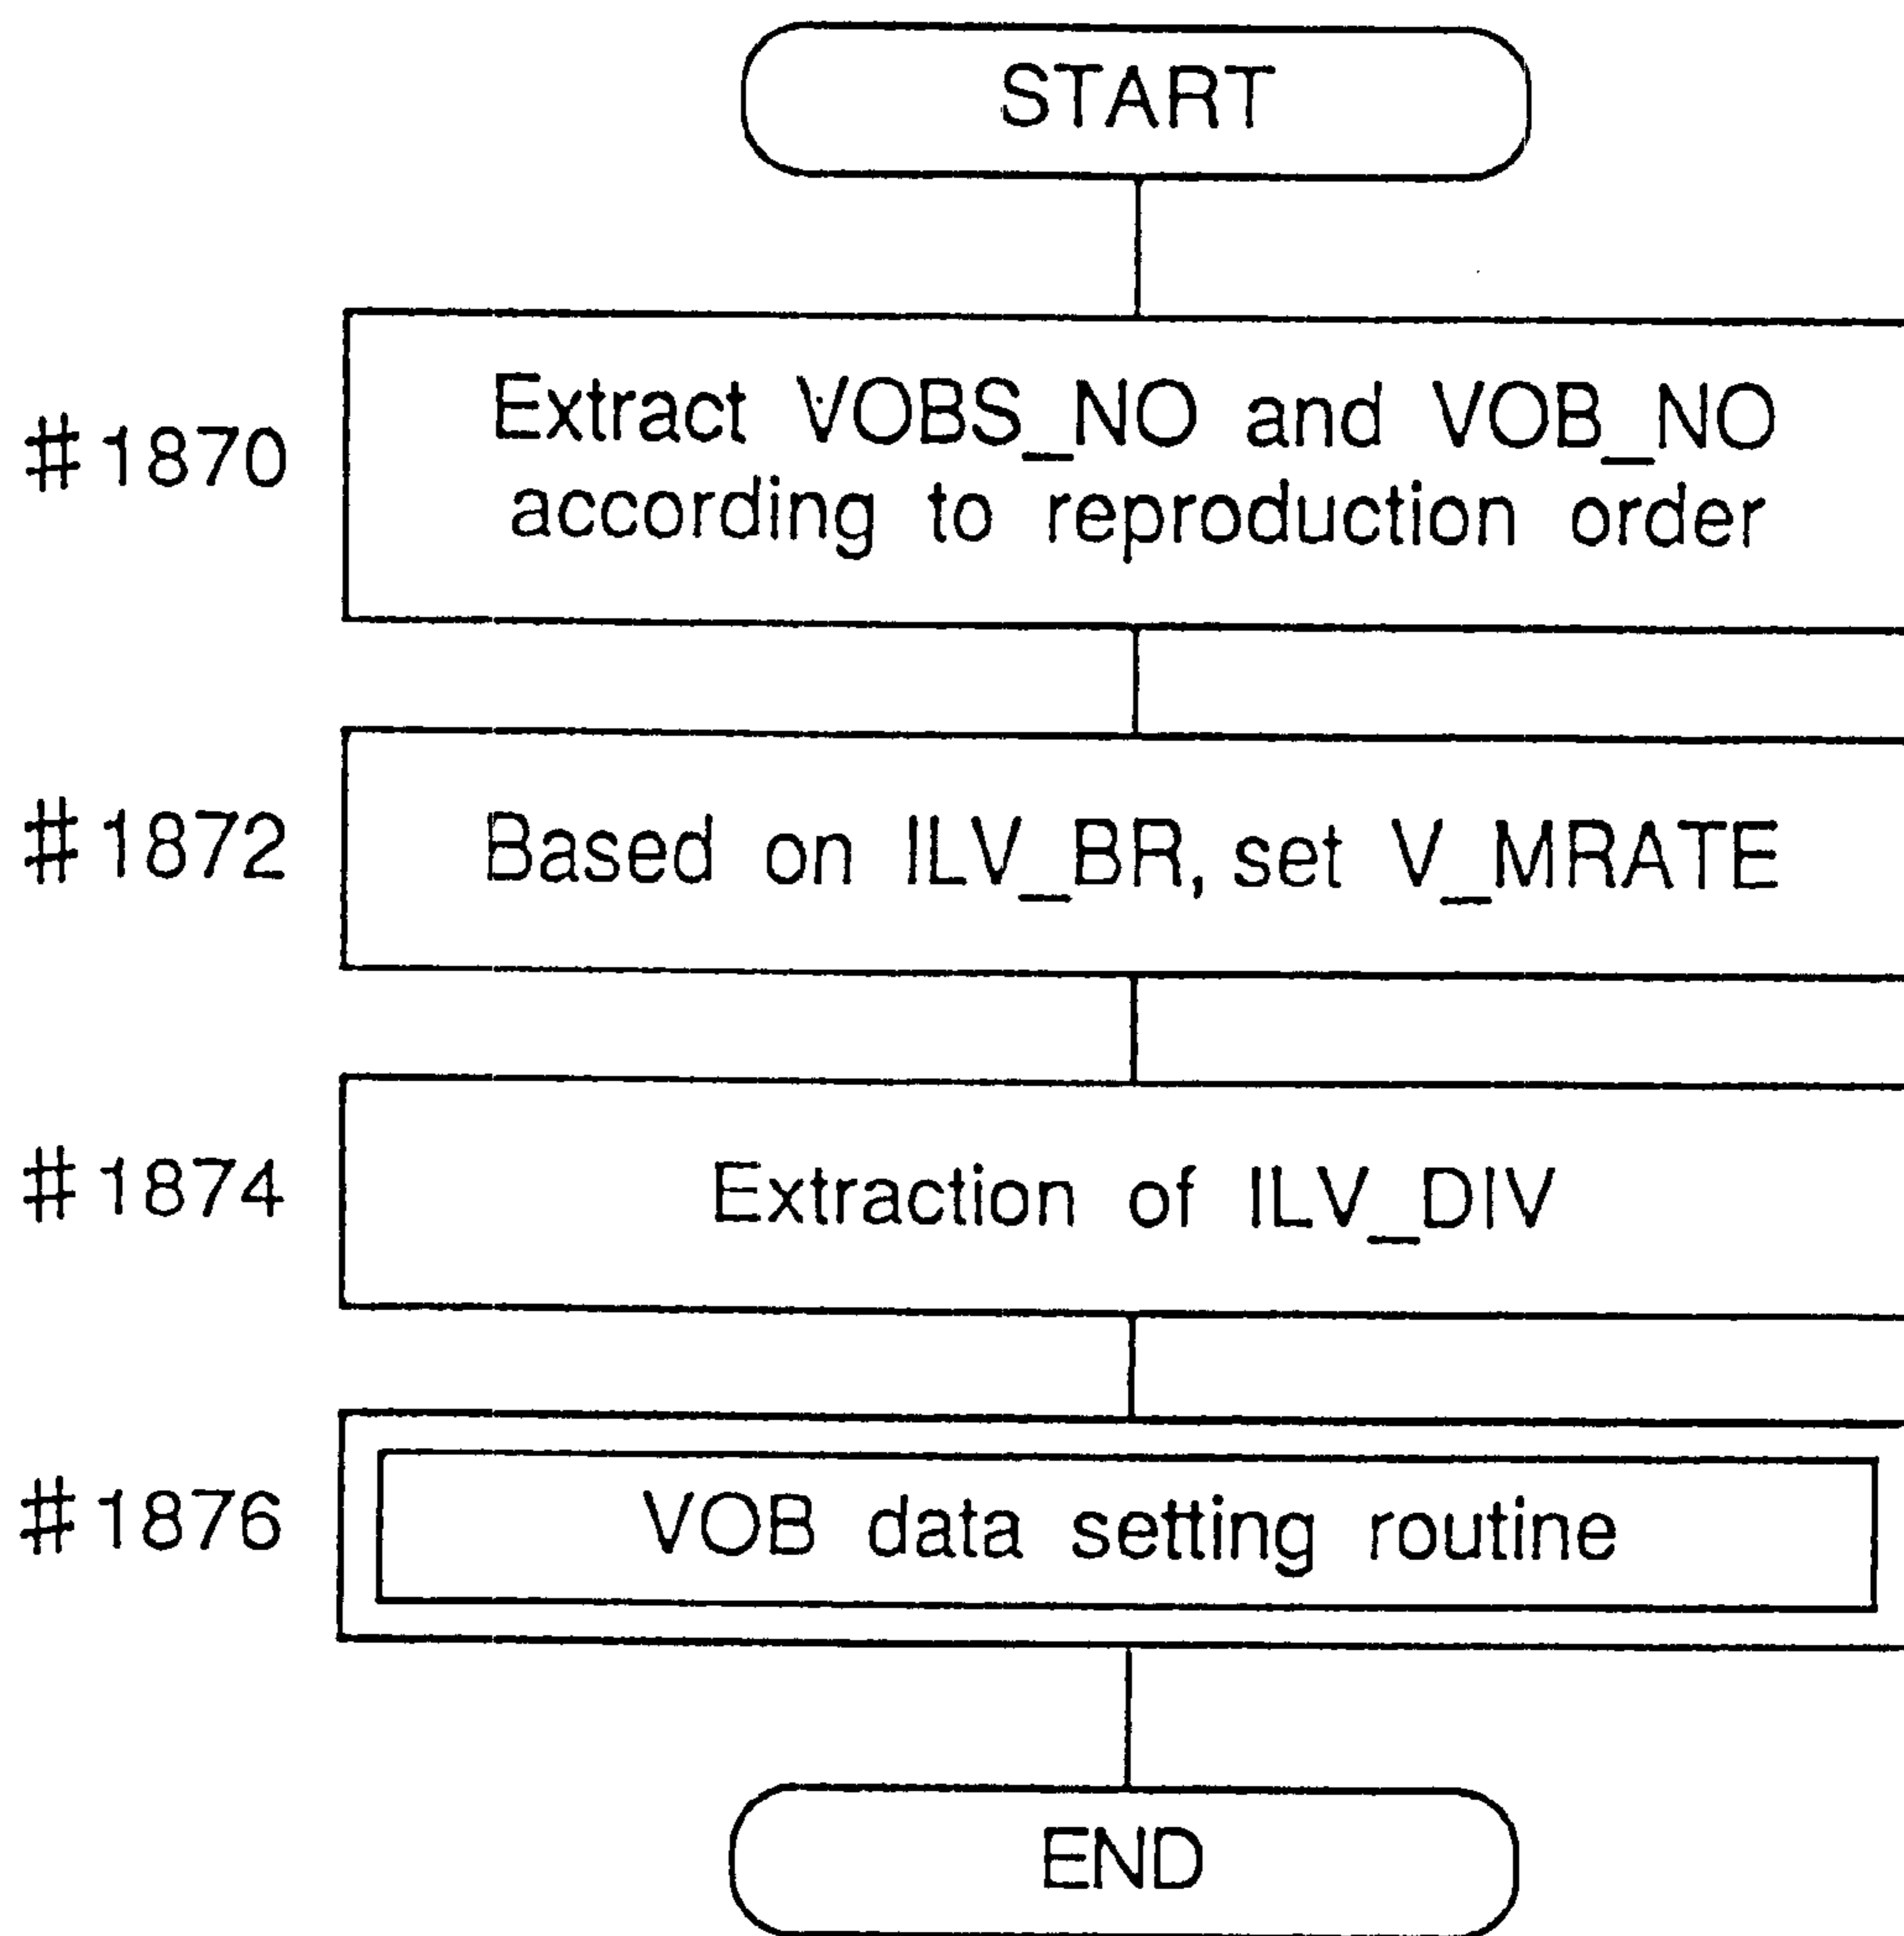 START
#1870
Extract VOBS_NO and VOB_NO
according to reproduction order
#1872
Based on ILV_BR, set V_MRATE
#1874
Extraction of ILV_DIV
#1876
VOB data setting routine
END